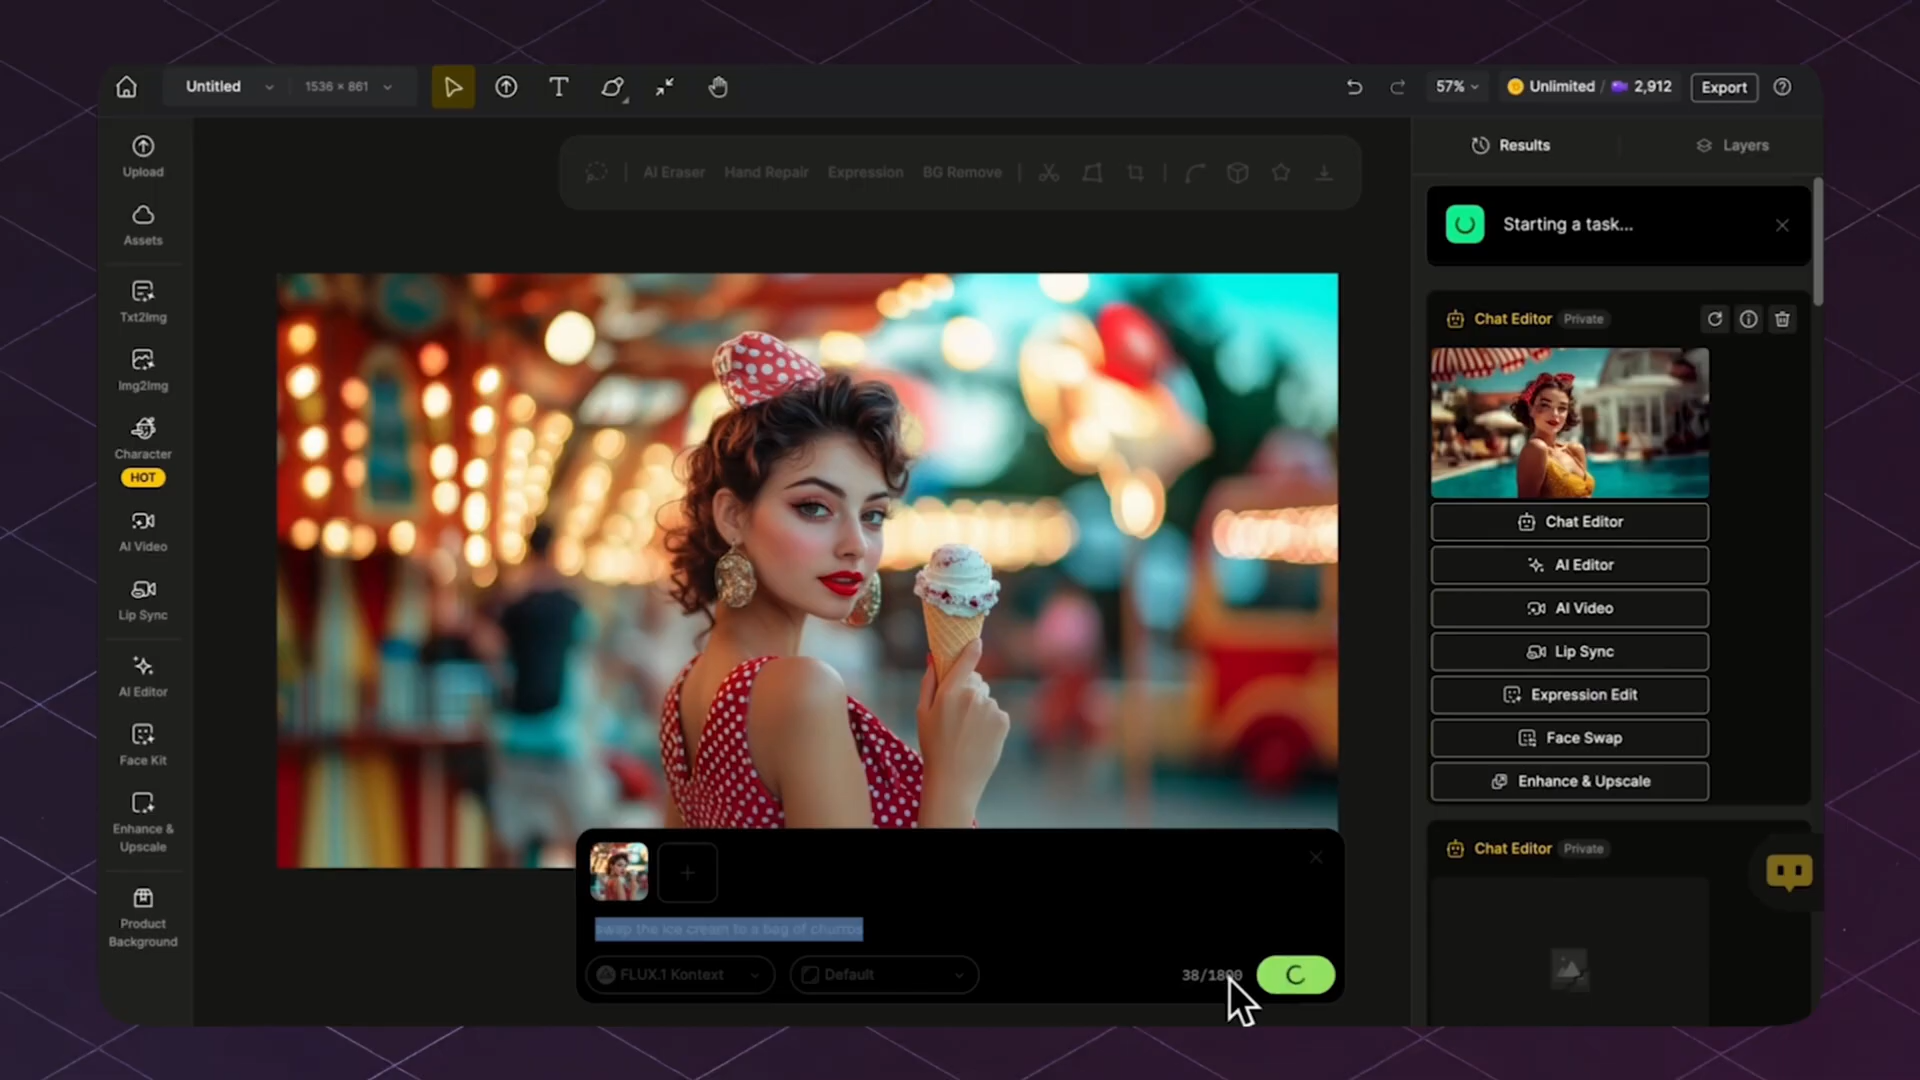 Untitled
1536 × 861
57%
Unlimited / 2,912
Export
Upload
Assets
Txt2Img
Img2Img
Character
HOT
AI Video
Lip Sync
AI Editor
Face Kit
Enhance &
Upscale
Product
Background
AI Eraser
Hand Repair
Expression
BG Remove
swap the ice cream to a bag of churros
FLUX.1 Kontext
Default
38/1800
Results
Layers
Starting a task...
Chat Editor
Private
Chat Editor
AI Editor
AI Video
Lip Sync
Expression Edit
Face Swap
Enhance & Upscale
Chat Editor
Private